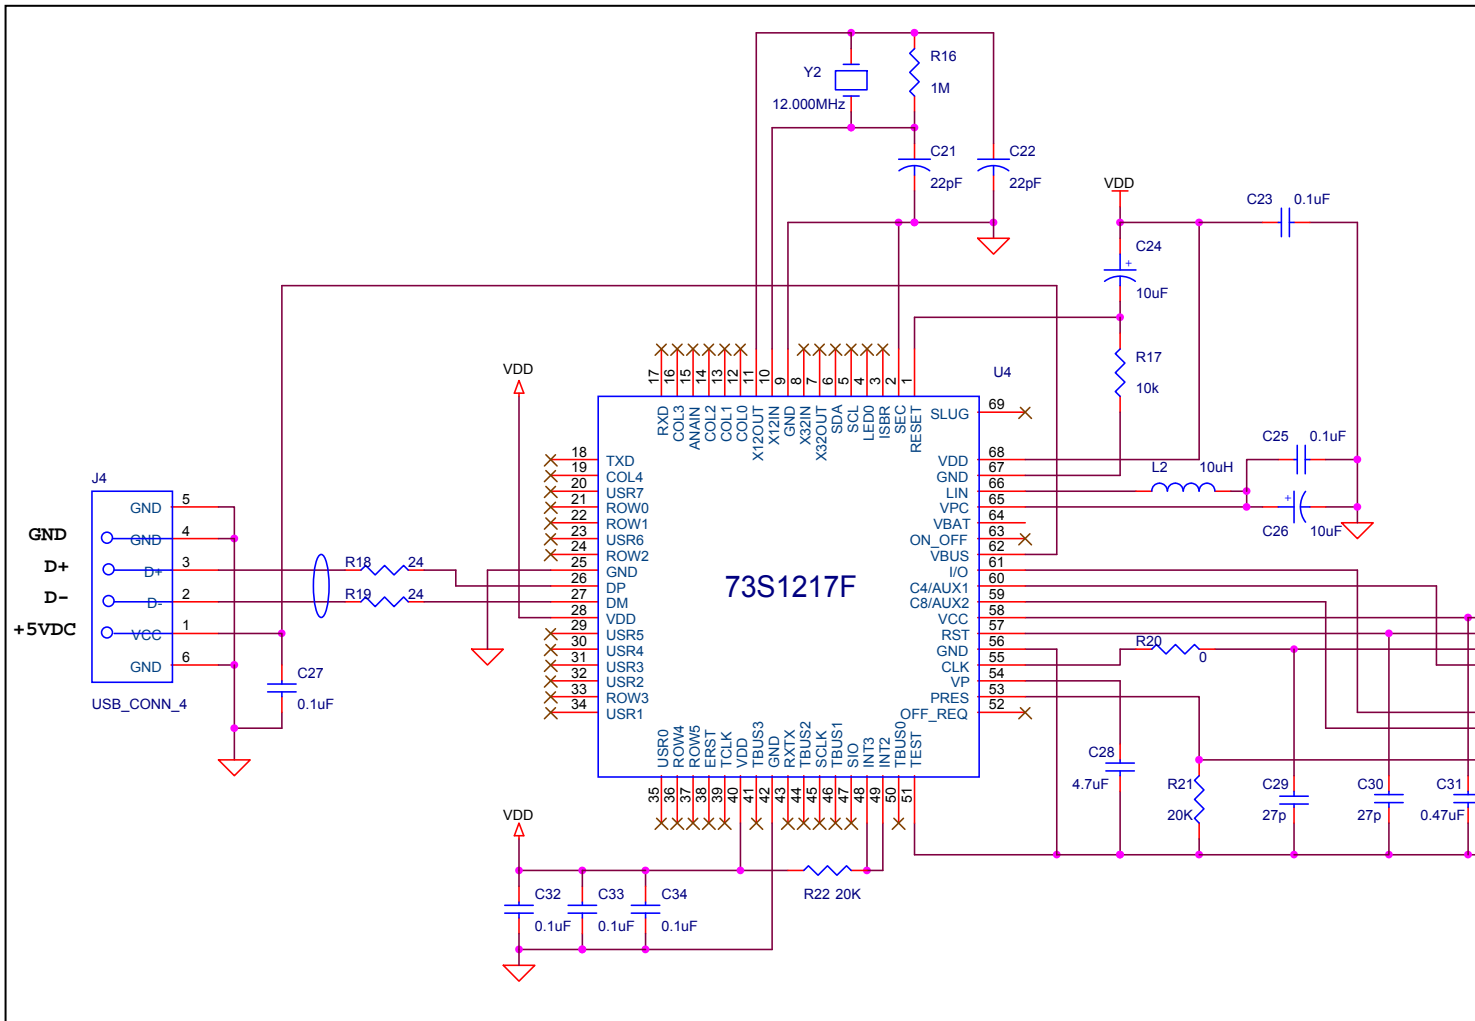 R16
Y2
1M
12.000MHz
C21
C22
22pF
22pF
VDD
C23
0.1uF
C24
+
10uF
R17
10k
VDD
U4
17
16
15
14
13
12
11
10
9
8
7
6
5
4
3
2
1
RXD
COL3
ANAIN
COL2
COL1
COL0
X12OUT
X12IN
GND
X32IN
X32OUT
SDA
SCL
LED0
ISBR
SEC
RESET
SLUG 69
C25
0.1uF
L2
10uH
+
C26
10uF
18 TXD
19 COL4
20 USR7
21 ROW0
22 ROW1
23 USR6
24 ROW2
25 GND
26 DP
27 DM
28 VDD
29 USR5
30 USR4
31 USR3
32 USR2
33 ROW3
34 USR1
73S1217F
VDD 68
GND 67
LIN 66
VPC 65
VBAT 64
ON_OFF 63
VBUS 62
I/O 61
C4/AUX1 60
C8/AUX2 59
VCC 58
RST 57
GND 56
CLK 55
VP 54
PRES 53
OFF_REQ 52
J4
GND 5
GND GND 4
D+ D+ 3
D- D- 2
+5VDC VCC 1
GND 6
USB_CONN_4
R18 24
R19 24
C27
0.1uF
R20
0
USR0
ROW4
ROW5
ERST
TCLK
VDD
TBUS3
GND
RXTX
TBUS2
SCLK
TBUS1
SIO
INT3
INT2
TBUS0
TEST
35
36
37
38
39
40
41
42
43
44
45
46
47
48
49
50
51
C28
4.7uF
R21
20K
C29
27p
C30
27p
C31
0.47uF
VDD
C32
0.1uF
C33
0.1uF
C34
0.1uF
R22 20K